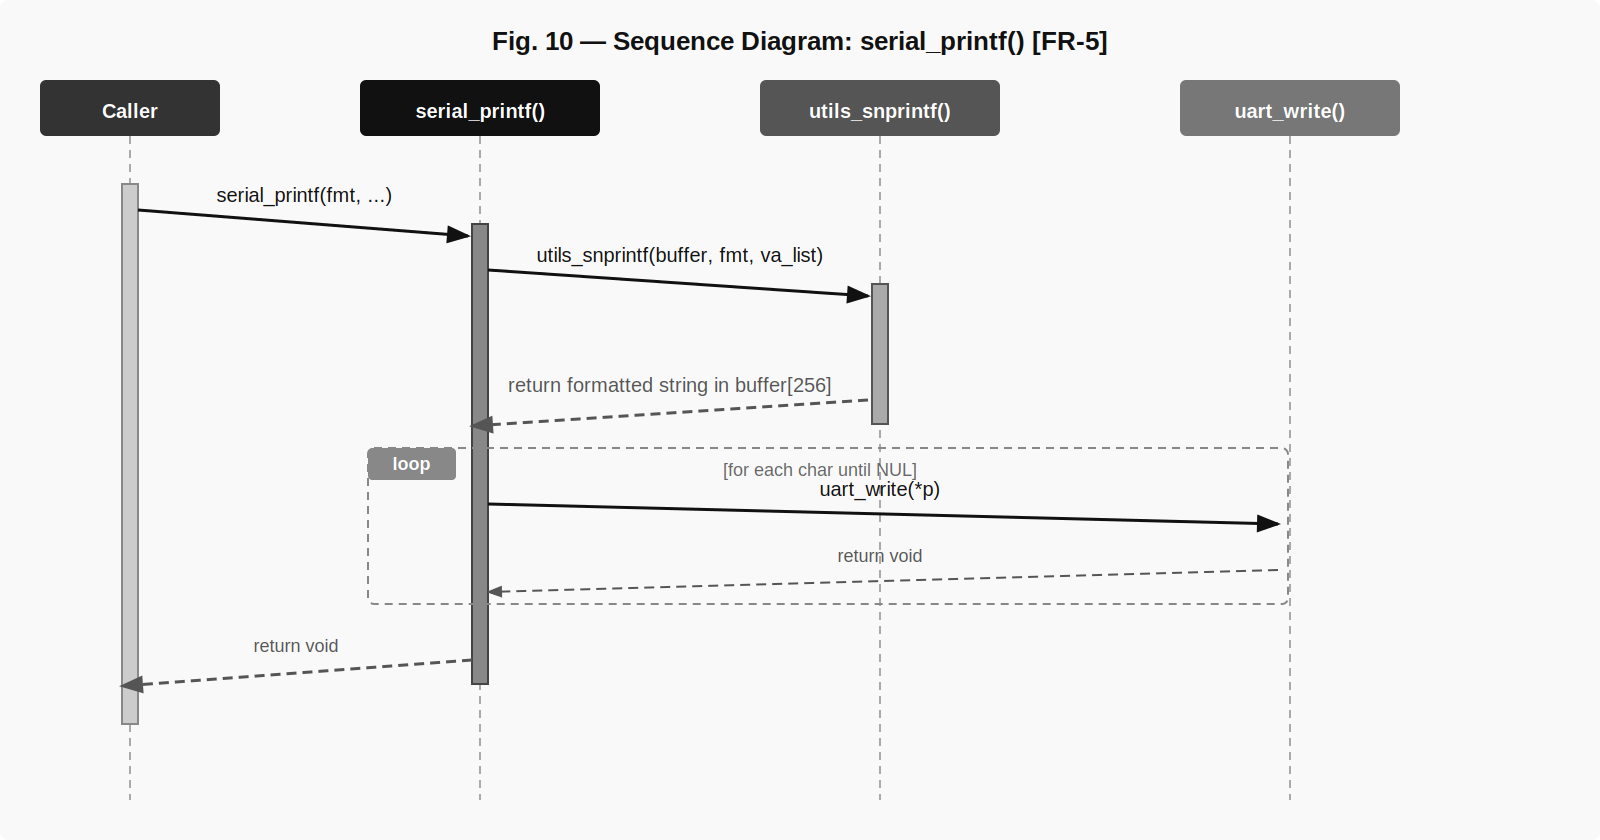 Fig. 10 — Sequence Diagram: serial_printf() [FR-5]
Caller
serial_printf()
utils_snprintf()
uart_write()
serial_printf(fmt, ...)
utils_snprintf(buffer, fmt, va_list)
return formatted string in buffer[256]
loop
[for each char until NUL]
uart_write(*p)
return void
return void